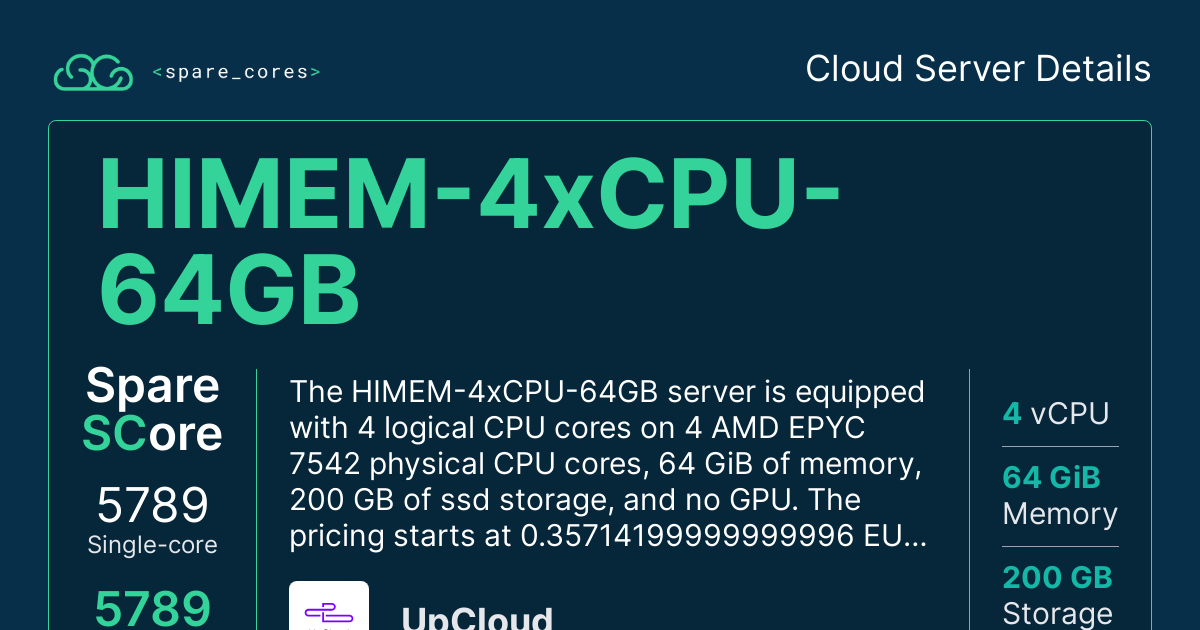 <spare_cores>
Cloud Server Details
HIMEM-4xCPU-
64GB
Spare
SCore
5789
Single-core
5789
The HIMEM-4xCPU-64GB server is equipped
with 4 logical CPU cores on 4 AMD EPYC
7542 physical CPU cores, 64 GiB of memory,
200 GB of ssd storage, and no GPU. The
pricing starts at 0.35714199999999996 EU...
UpCloud
4 vCPU
64 GiB
Memory
200 GB
Storage